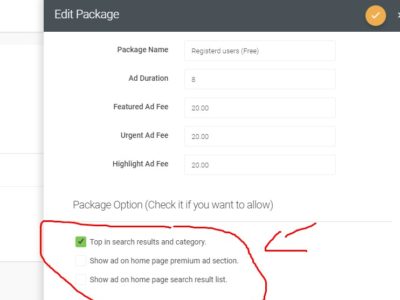 Edit Package
Package Name
Registerd users (Free)
Ad Duration
8
Featured Ad Fee
20.00
Urgent Ad Fee
20.00
Highlight Ad Fee
20.00
Package Option (Check it if you want to allow)
Top in search results and category.
Show ad on home page premium ad section.
Show ad on home page search result list.